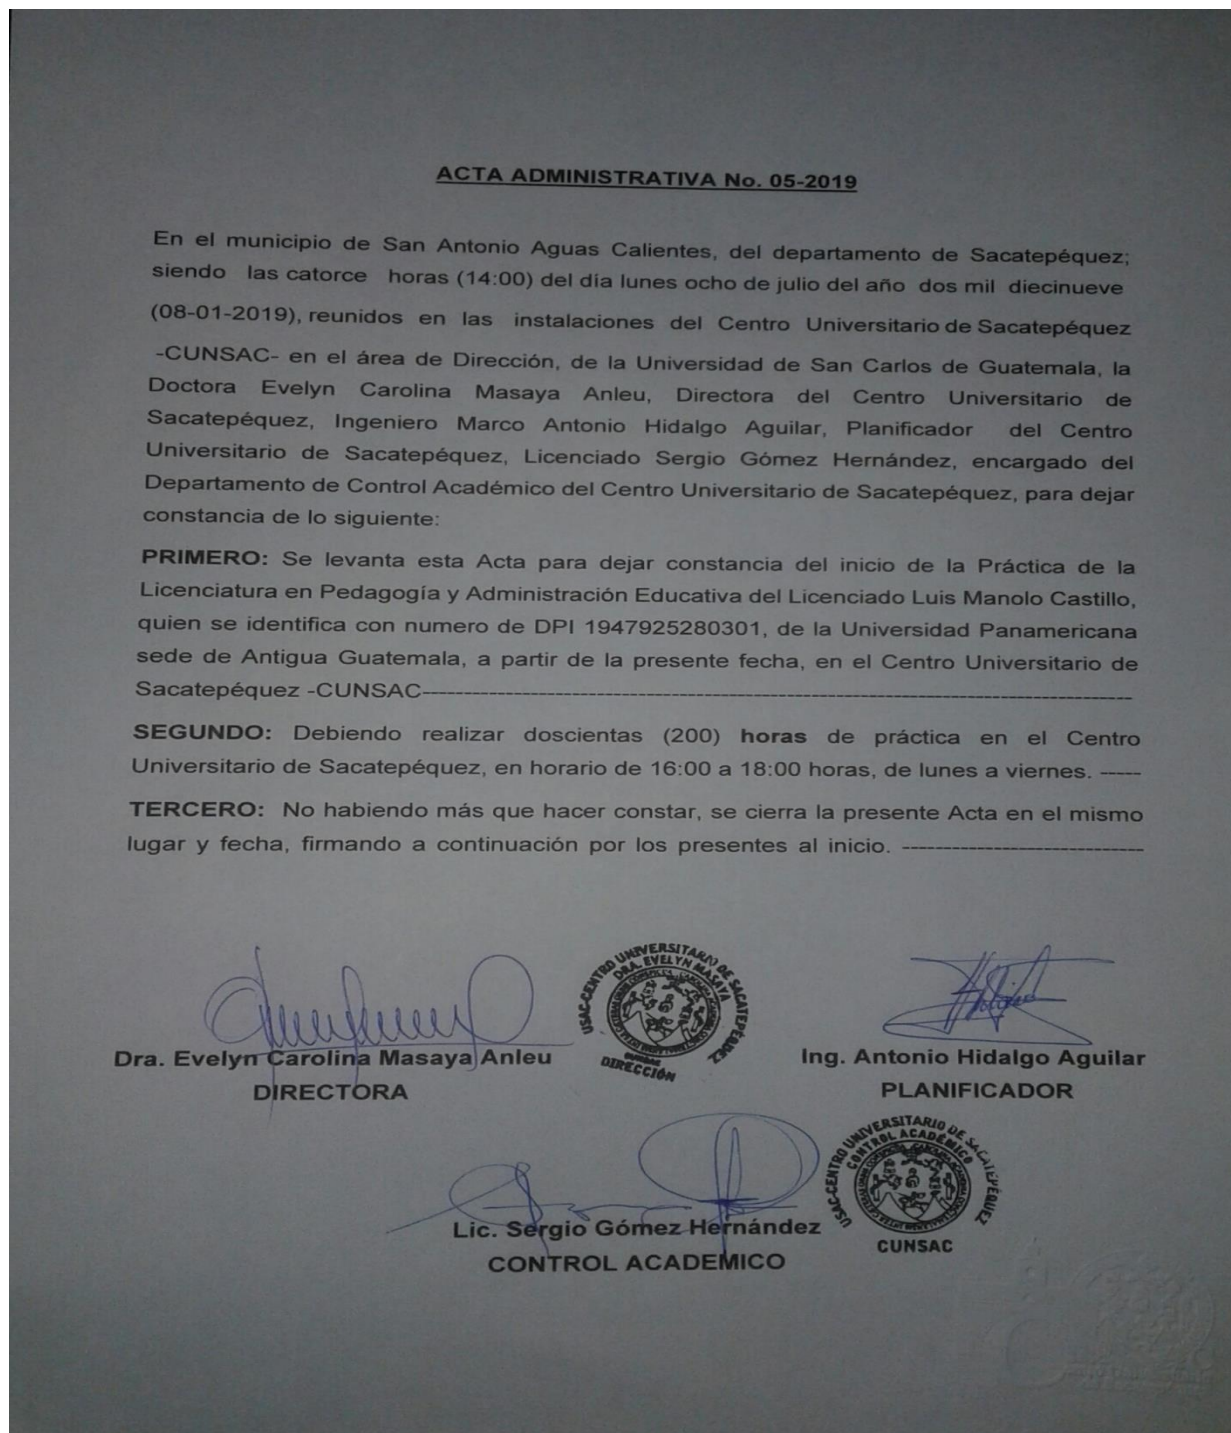 ACTA ADMINISTRATIVA No. 05-2019
En el municipio de San Antonio Aguas Calientes, del departamento de Sacatepéquez;
siendo las catorce horas (14:00) del día lunes ocho de julio del año dos mil diecinueve
(08-01-2019), reunidos en las instalaciones del Centro Universitario de Sacatepéquez
-CUNSAC- en el área de Dirección, de la Universidad de San Carlos de Guatemala, la
Doctora Evelyn Carolina Masaya Anleu, Directora del Centro Universitario de
Sacatepéquez, Ingeniero Marco Antonio Hidalgo Aguilar, Planificador del Centro
Universitario de Sacatepéquez, Licenciado Sergio Gómez Hernández, encargado del
Departamento de Control Académico del Centro Universitario de Sacatepéquez, para dejar
constancia de lo siguiente:
PRIMERO: Se levanta esta Acta para dejar constancia del inicio de la Práctica de la
Licenciatura en Pedagogía y Administración Educativa del Licenciado Luis Manolo Castillo,
quien se identifica con numero de DPI 1947925280301, de la Universidad Panamericana
sede de Antigua Guatemala, a partir de la presente fecha, en el Centro Universitario de
Sacatepéquez -CUNSAC-----------------------------------------------------------------------------------
SEGUNDO: Debiendo realizar doscientas (200) horas de práctica en el Centro
Universitario de Sacatepéquez, en horario de 16:00 a 18:00 horas, de lunes a viernes. -----
TERCERO: No habiendo más que hacer constar, se cierra la presente Acta en el mismo
lugar y fecha, firmando a continuación por los presentes al inicio. -----------------------------
USAC-CENTRO UNIVERSITARIO DE SACATEPÉQUEZ
DRA. EVELYN MASAYA
DIRECCIÓN
Dra. Evelyn Carolina Masaya Anleu
DIRECTORA
Ing. Antonio Hidalgo Aguilar
PLANIFICADOR
USAC-CENTRO UNIVERSITARIO DE SACATEPÉQUEZ
CONTROL ACADÉMICO
CUNSAC
Lic. Sergio Gómez Hernández
CONTROL ACADEMICO